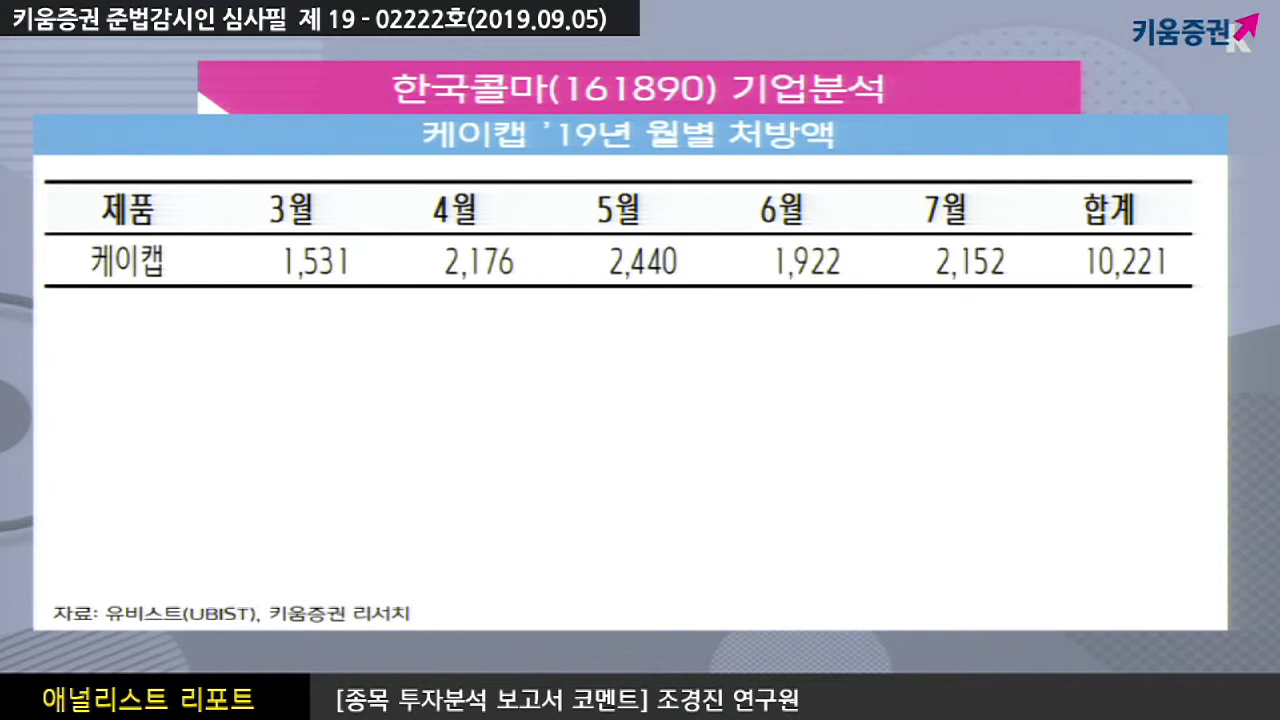 키움증권 준법감시인 심사필 제 19 - 02222호(2019.09.05)
키움증권
한국콜마(161890) 기업분석
케이캡 '19년 월별 처방액
제품 3월 4월 5월 6월 7월 합계
케이캡 1,531 2,176 2,440 1,922 2,152 10,221
자료: 유비스트(UBIST), 키움증권 리서치
애널리스트 리포트
[종목 투자분석 보고서 코멘트] 조경진 연구원